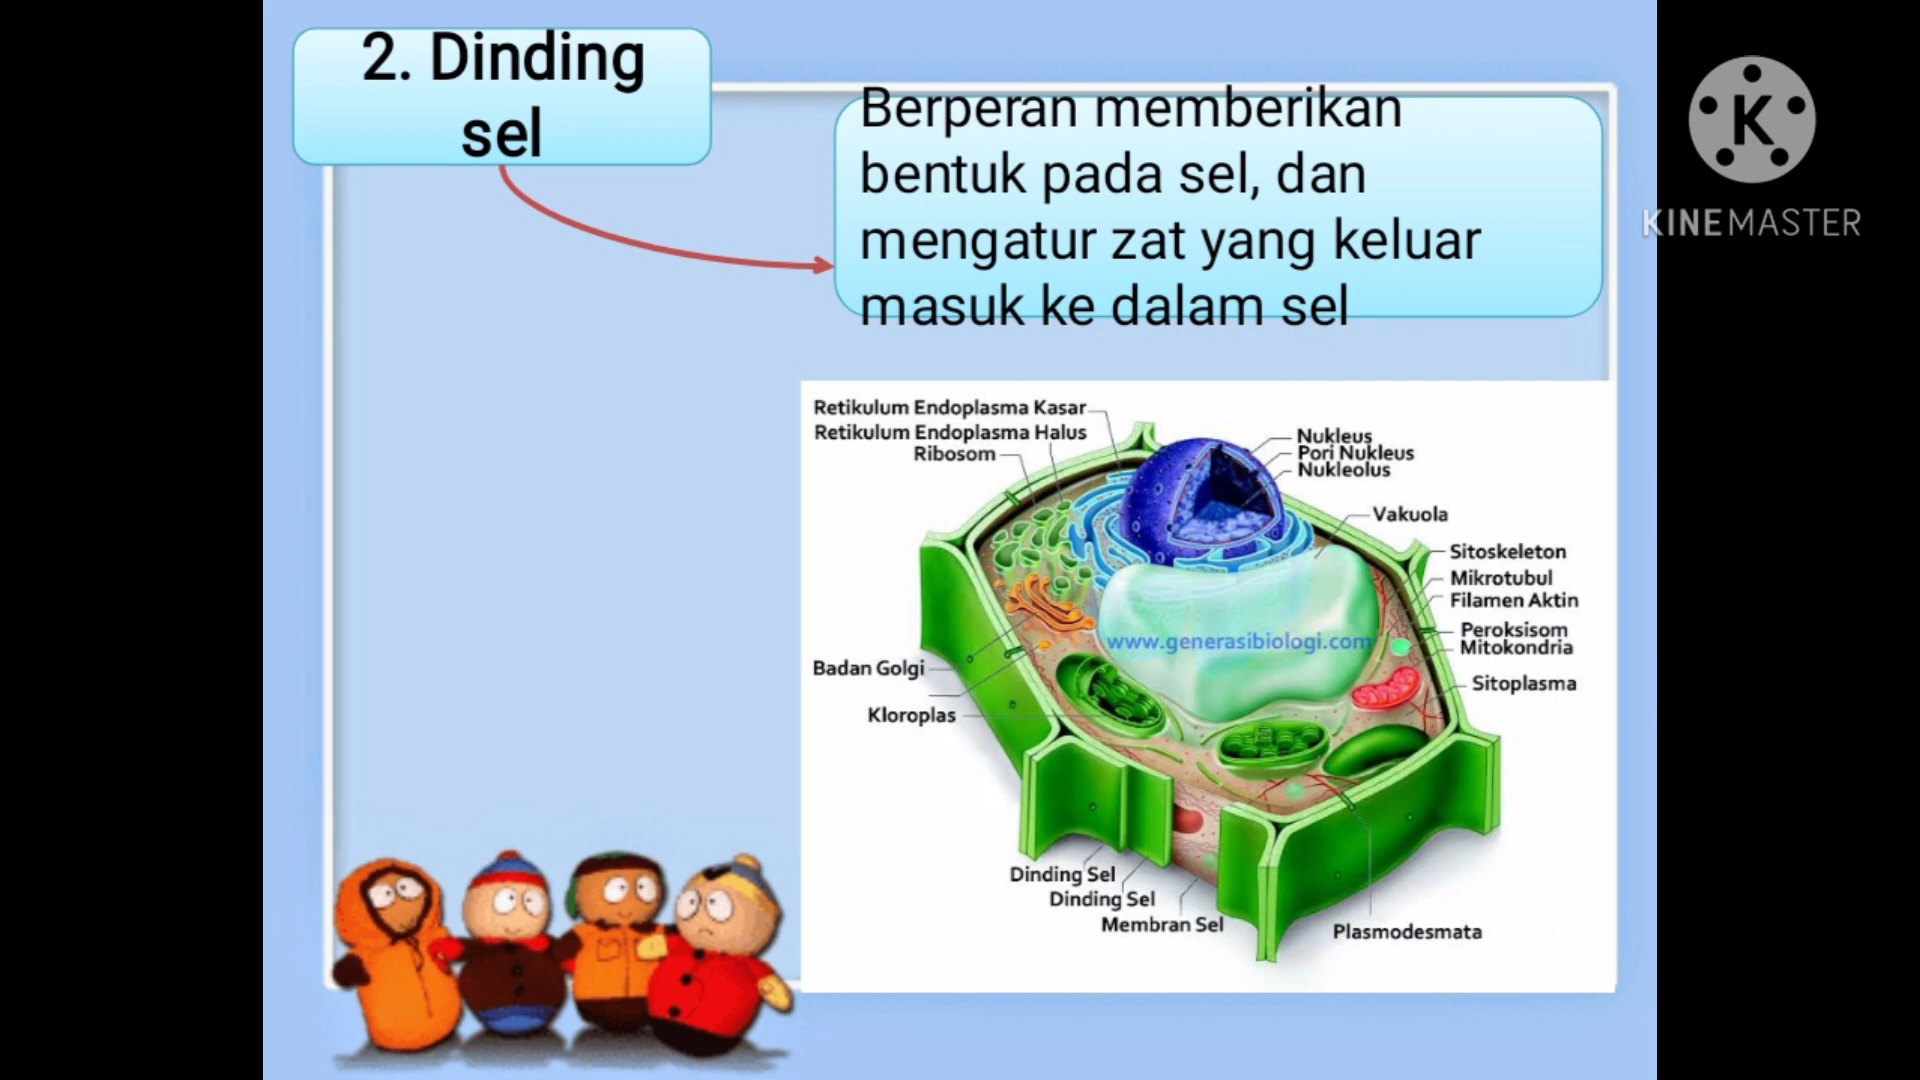 2. Dinding
sel
Berperan memberikan
bentuk pada sel, dan
mengatur zat yang keluar
masuk ke dalam sel
K
KINEMASTER
Retikulum Endoplasma Kasar
Retikulum Endoplasma Halus
Ribosom
Nukleus
Pori Nukleus
Nukleolus
Vakuola
Sitoskeleton
Mikrotubul
Filamen Aktin
Peroksisom
Mitokondria
Sitoplasma
www.generasibiologi.com
Badan Golgi
Kloroplas
Dinding Sel
Dinding Sel
Membran Sel
Plasmodesmata